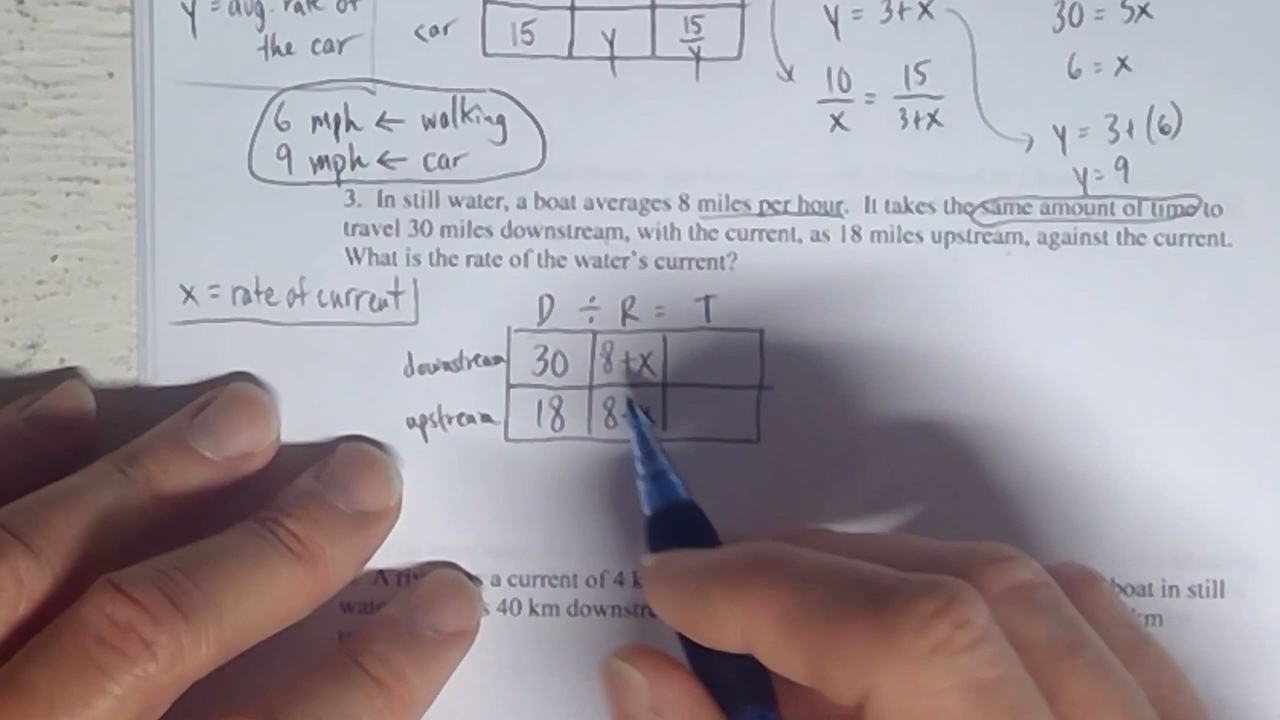 y = avg. rate of
the car
car 15 y 15/y
y = 3+x
10/x = 15/3+x
30 = 5x
6 = x
y = 3+(6)
y = 9
6 mph ← walking
9 mph ← car
3. In still water, a boat averages 8 miles per hour. It takes the same amount of time to
travel 30 miles downstream, with the current, as 18 miles upstream, against the current.
What is the rate of the water's current?
x = rate of current
D ÷ R = T
downstream 30 8+x
upstream 18 8
a current of 4 k
boat in still
40 km
km